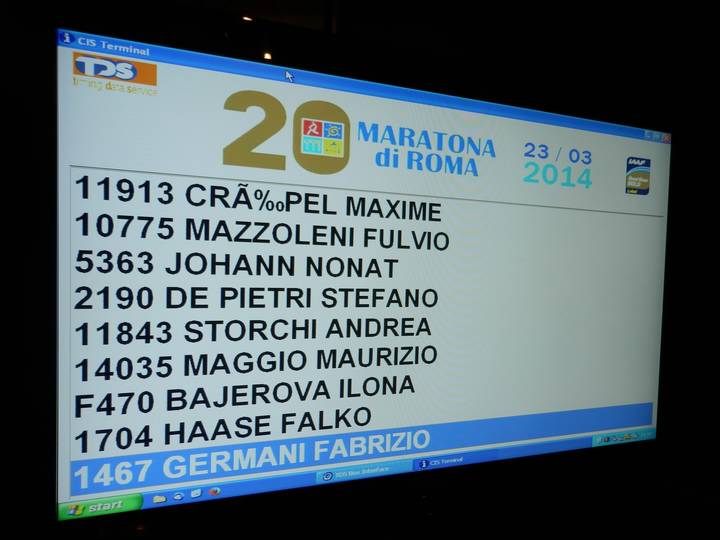 CIS Terminal
TDS
timing data service
20 MARATONA
di ROMA
23 / 03
2014
IAAF
11913 CRÃ‰PEL MAXIME
10775 MAZZOLENI FULVIO
5363 JOHANN NONAT
2190 DE PIETRI STEFANO
11843 STORCHI ANDREA
14035 MAGGIO MAURIZIO
F470 BAJEROVA ILONA
1704 HAASE FALKO
1467 GERMANI FABRIZIO
start
CIS Terminal